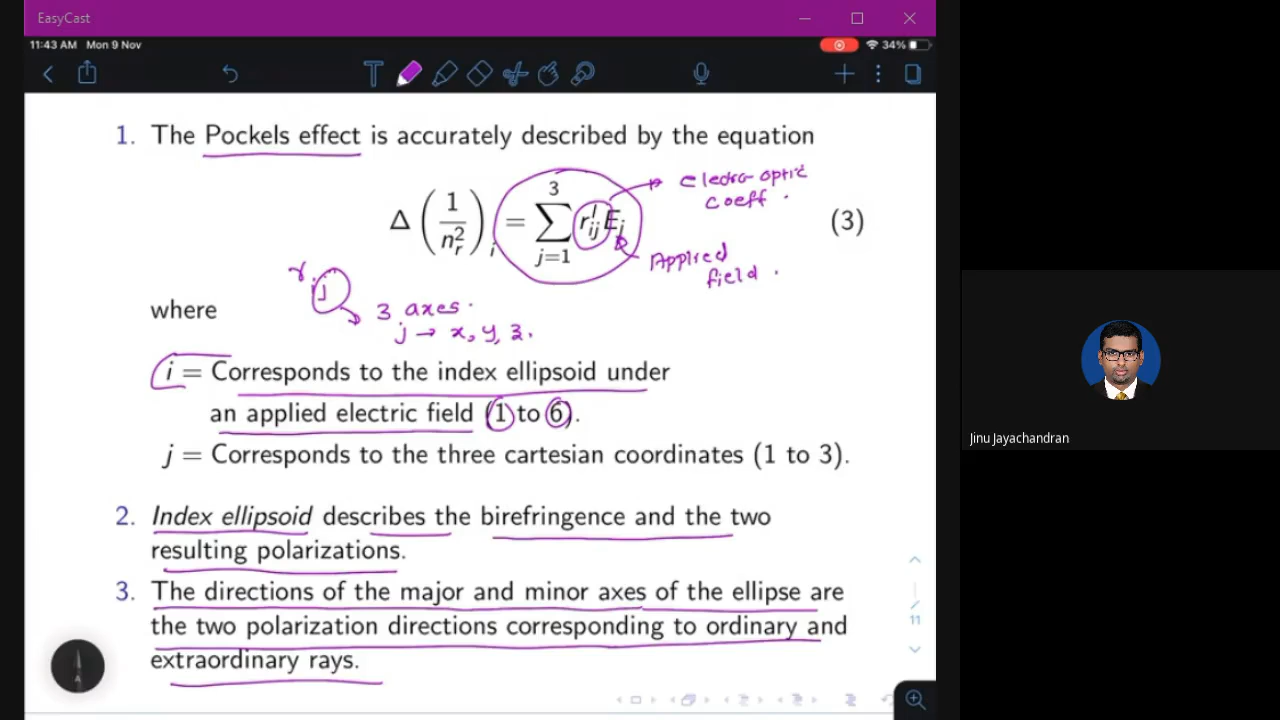 EasyCast
11:43 AM Mon 9 Nov
34%
1. The Pockels effect is accurately described by the equation
Δ(1/n_r^2)_i = ∑_{j=1}^{3} r^l_{ij} E_j (3)
electro-optic
coeff.
Applied
field.
r_ij
3 axes.
j → x, y, z.
where
i = Corresponds to the index ellipsoid under
an applied electric field (1 to 6).
j = Corresponds to the three cartesian coordinates (1 to 3).
2. Index ellipsoid describes the birefringence and the two
resulting polarizations.
3. The directions of the major and minor axes of the ellipse are
the two polarization directions corresponding to ordinary and
extraordinary rays.
11
Jinu Jayachandran